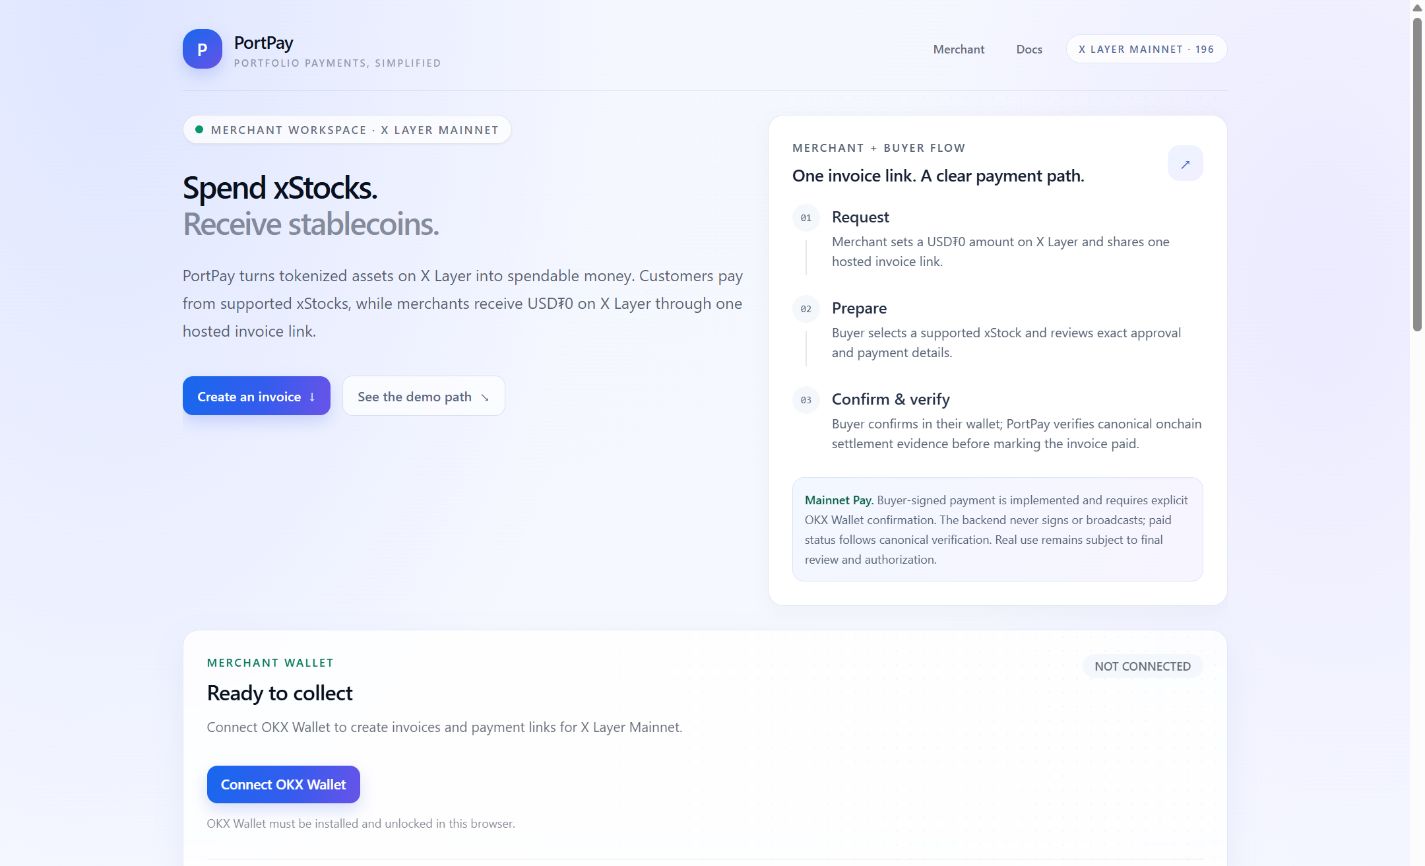 P
PortPay
PORTFOLIO PAYMENTS, SIMPLIFIED
Merchant
Docs
X LAYER MAINNET · 196
MERCHANT WORKSPACE · X LAYER MAINNET
Spend xStocks.
Receive stablecoins.
PortPay turns tokenized assets on X Layer into spendable money. Customers pay
from supported xStocks, while merchants receive USD₮0 on X Layer through one
hosted invoice link.
Create an invoice ↓
See the demo path ↘
MERCHANT + BUYER FLOW
One invoice link. A clear payment path.
↗
01
Request
Merchant sets a USD₮0 amount on X Layer and shares one
hosted invoice link.
02
Prepare
Buyer selects a supported xStock and reviews exact approval
and payment details.
03
Confirm & verify
Buyer confirms in their wallet; PortPay verifies canonical onchain
settlement evidence before marking the invoice paid.
Mainnet Pay. Buyer-signed payment is implemented and requires explicit
OKX Wallet confirmation. The backend never signs or broadcasts; paid
status follows canonical verification. Real use remains subject to final
review and authorization.
MERCHANT WALLET
NOT CONNECTED
Ready to collect
Connect OKX Wallet to create invoices and payment links for X Layer Mainnet.
Connect OKX Wallet
OKX Wallet must be installed and unlocked in this browser.